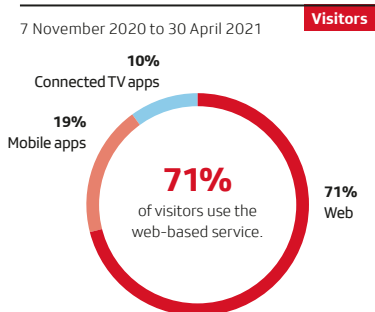 7 November 2020 to 30 April 2021
Visitors
10%
Connected TV apps
19%
Mobile apps
71%
of visitors use the
web-based service.
71%
Web